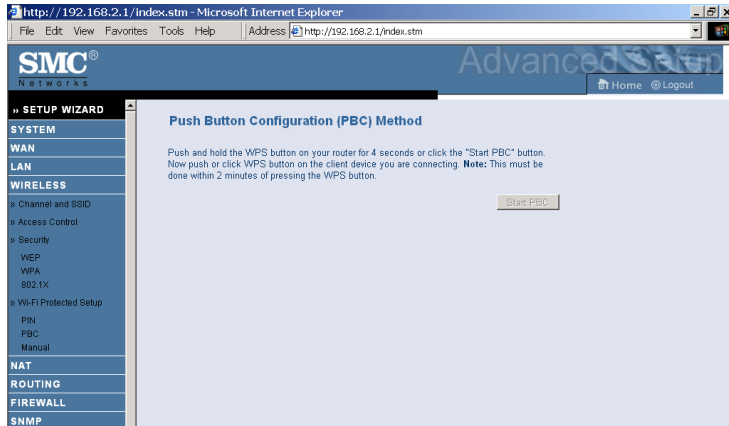 http://192.168.2.1/index.stm - Microsoft Internet Explorer
File Edit View Favorites Tools Help Address http://192.168.2.1/index.stm
SMC®
Networks
Advanced Setup
Home Logout
» SETUP WIZARD
SYSTEM
WAN
LAN
WIRELESS
» Channel and SSID
» Access Control
» Security
WEP
WPA
802.1X
» Wi-Fi Protected Setup
PIN
PBC
Manual
NAT
ROUTING
FIREWALL
SNMP
Push Button Configuration (PBC) Method
Push and hold the WPS button on your router for 4 seconds or click the "Start PBC" button.
Now push or click WPS button on the client device you are connecting. Note: This must be
done within 2 minutes of pressing the WPS button.
Start PBC